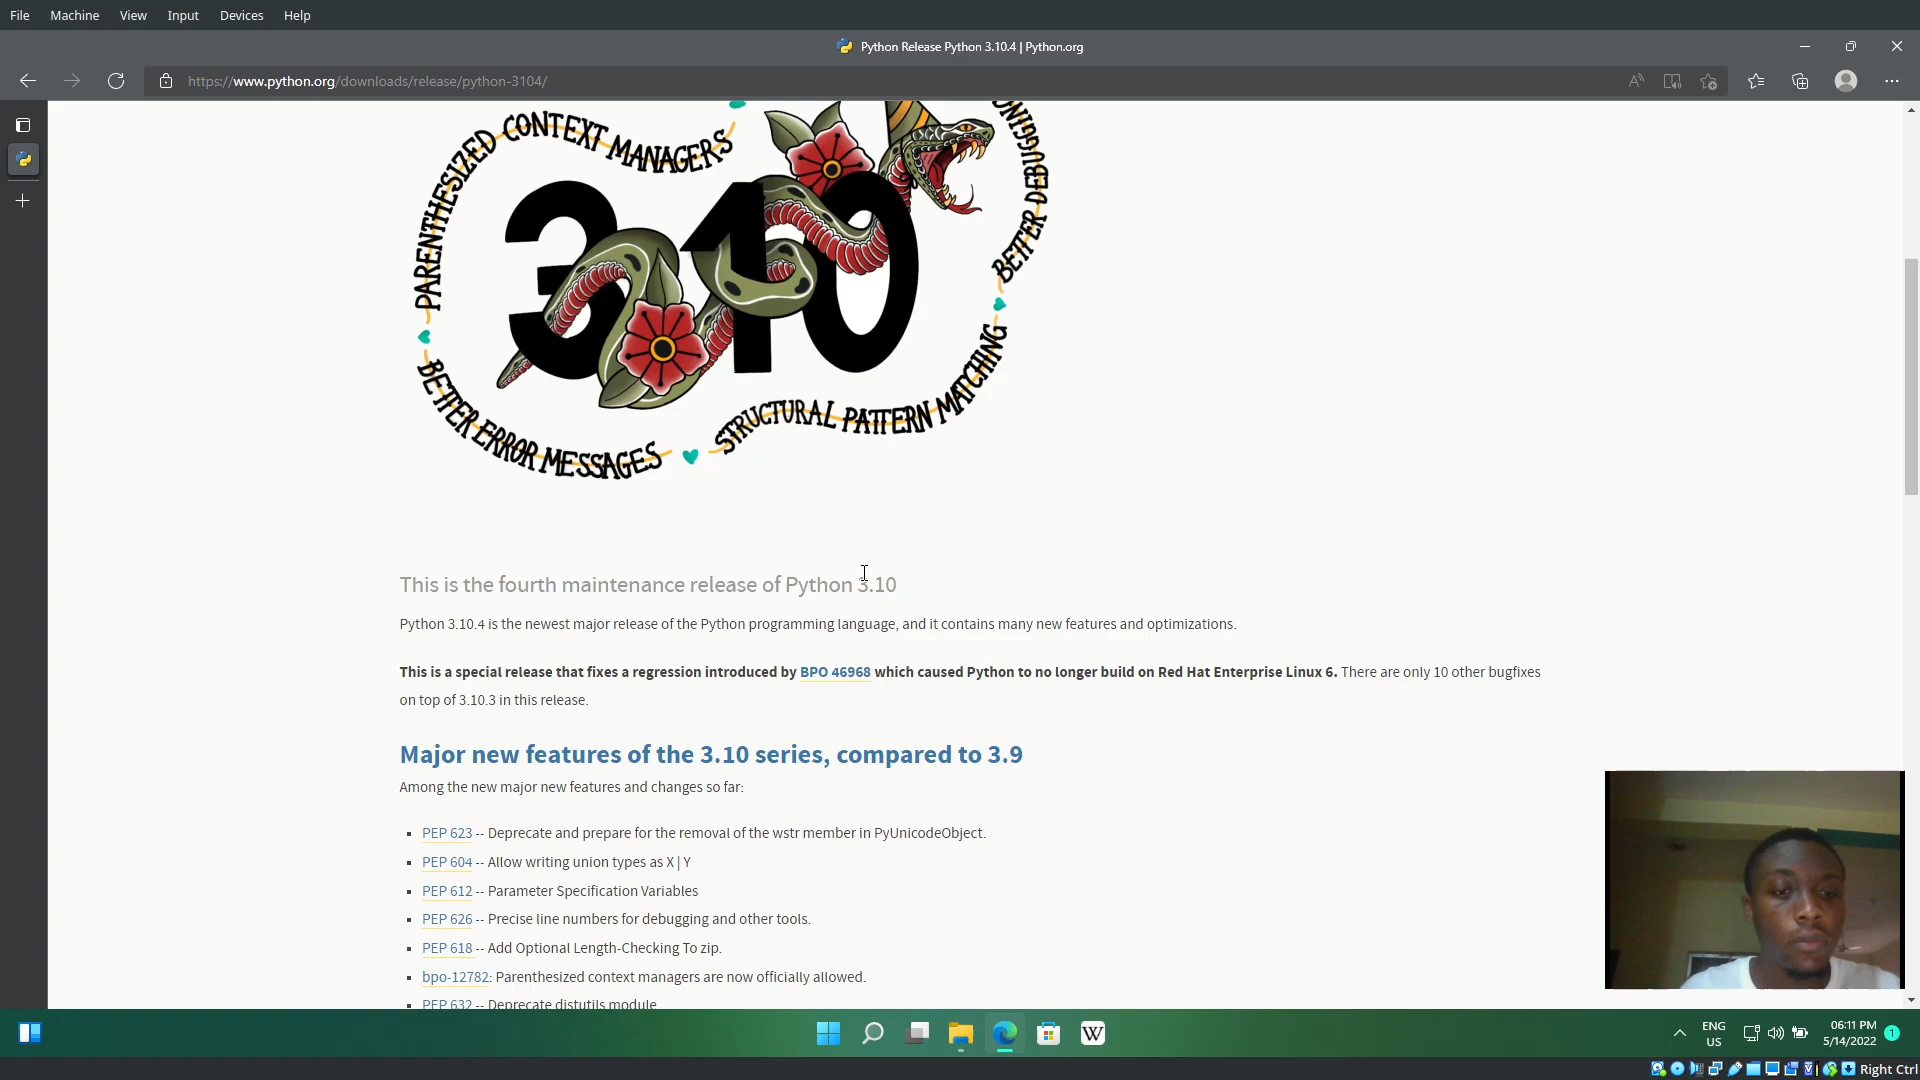 File Machine View Input Devices Help
Python Release Python 3.10.4 | Python.org
https://www.python.org/downloads/release/python-3104/
PARENTHESIZED CONTEXT MANAGERS
BETTER DEBUGGING
3.10
BETTER ERROR MESSAGES
STRUCTURAL PATTERN MATCHING
This is the fourth maintenance release of Python 3.10
Python 3.10.4 is the newest major release of the Python programming language, and it contains many new features and optimizations.
This is a special release that fixes a regression introduced by BPO 46968 which caused Python to no longer build on Red Hat Enterprise Linux 6. There are only 10 other bugfixes
on top of 3.10.3 in this release.
Major new features of the 3.10 series, compared to 3.9
Among the new major new features and changes so far:
PEP 623 -- Deprecate and prepare for the removal of the wstr member in PyUnicodeObject.
PEP 604 -- Allow writing union types as X | Y
PEP 612 -- Parameter Specification Variables
PEP 626 -- Precise line numbers for debugging and other tools.
PEP 618 -- Add Optional Length-Checking To zip.
bpo-12782: Parenthesized context managers are now officially allowed.
PEP 632 -- Deprecate distutils module
W
ENG
US
06:11 PM
5/14/2022
1
Right Ctrl